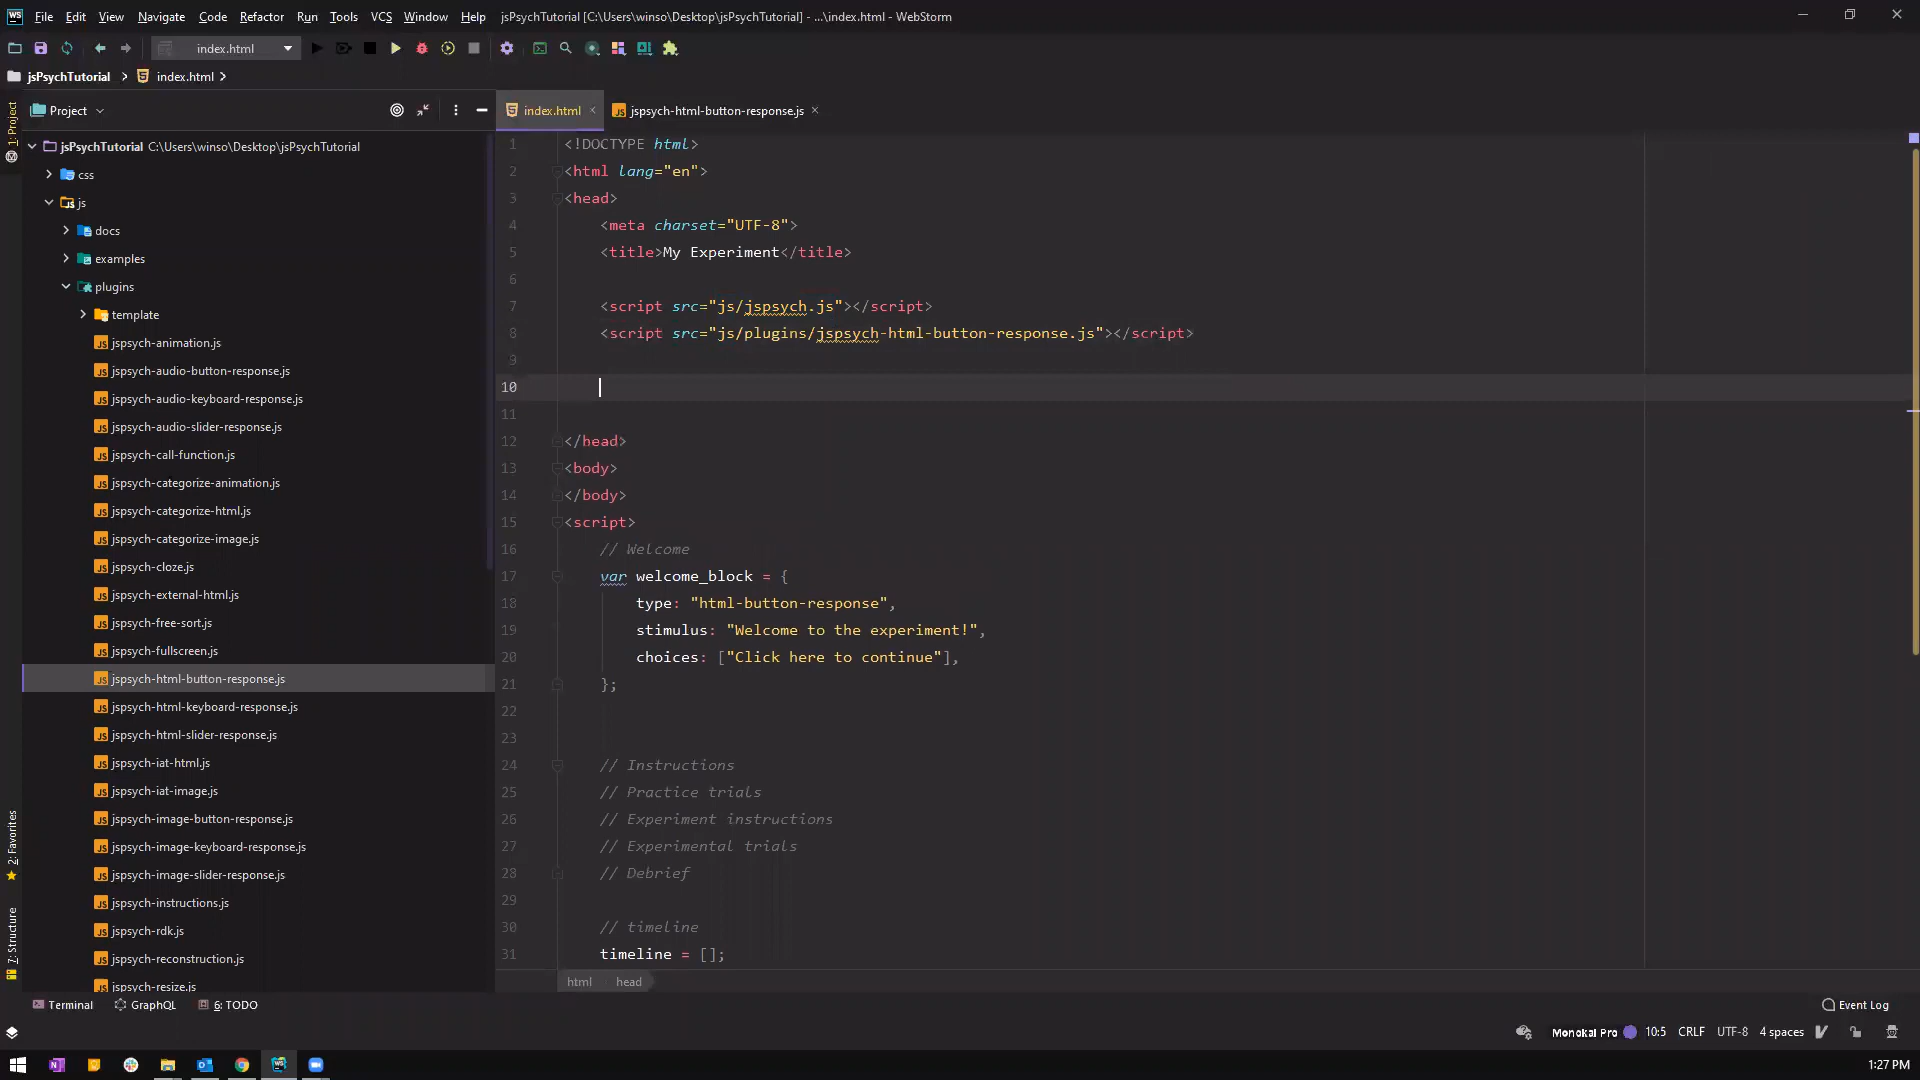 File Edit View Navigate Code Refactor Run Tools VCS Window Help jsPsychTutorial [C:\Users\winso\Desktop\jsPsychTutorial] - ...\index.html - WebStorm
index.html
jsPsychTutorial index.html
Project
index.html
jspsych-html-button-response.js
1: Project
jsPsychTutorial C:\Users\winso\Desktop\jsPsychTutorial
css
js
docs
examples
plugins
template
jspsych-animation.js
jspsych-audio-button-response.js
jspsych-audio-keyboard-response.js
jspsych-audio-slider-response.js
jspsych-call-function.js
jspsych-categorize-animation.js
jspsych-categorize-html.js
jspsych-categorize-image.js
jspsych-cloze.js
jspsych-external-html.js
jspsych-free-sort.js
jspsych-fullscreen.js
jspsych-html-button-response.js
jspsych-html-keyboard-response.js
jspsych-html-slider-response.js
jspsych-iat-html.js
jspsych-iat-image.js
jspsych-image-button-response.js
jspsych-image-keyboard-response.js
jspsych-image-slider-response.js
jspsych-instructions.js
jspsych-rdk.js
jspsych-reconstruction.js
jspsych-resize.js
2: Favorites
7: Structure
1 <!DOCTYPE html>
2 <html lang="en">
3 <head>
4 <meta charset="UTF-8">
5 <title>My Experiment</title>
6
7 <script src="js/jspsych.js"></script>
8 <script src="js/plugins/jspsych-html-button-response.js"></script>
9
10
11
12 </head>
13 <body>
14 </body>
15 <script>
16 // Welcome
17 var welcome_block = {
18 type: "html-button-response",
19 stimulus: "Welcome to the experiment!",
20 choices: ["Click here to continue"],
21 };
22
23
24 // Instructions
25 // Practice trials
26 // Experiment instructions
27 // Experimental trials
28 // Debrief
29
30 // timeline
31 timeline = [];
html head
Terminal GraphQL 6: TODO Event Log
Monokai Pro 10:5 CRLF UTF-8 4 spaces
1:27 PM